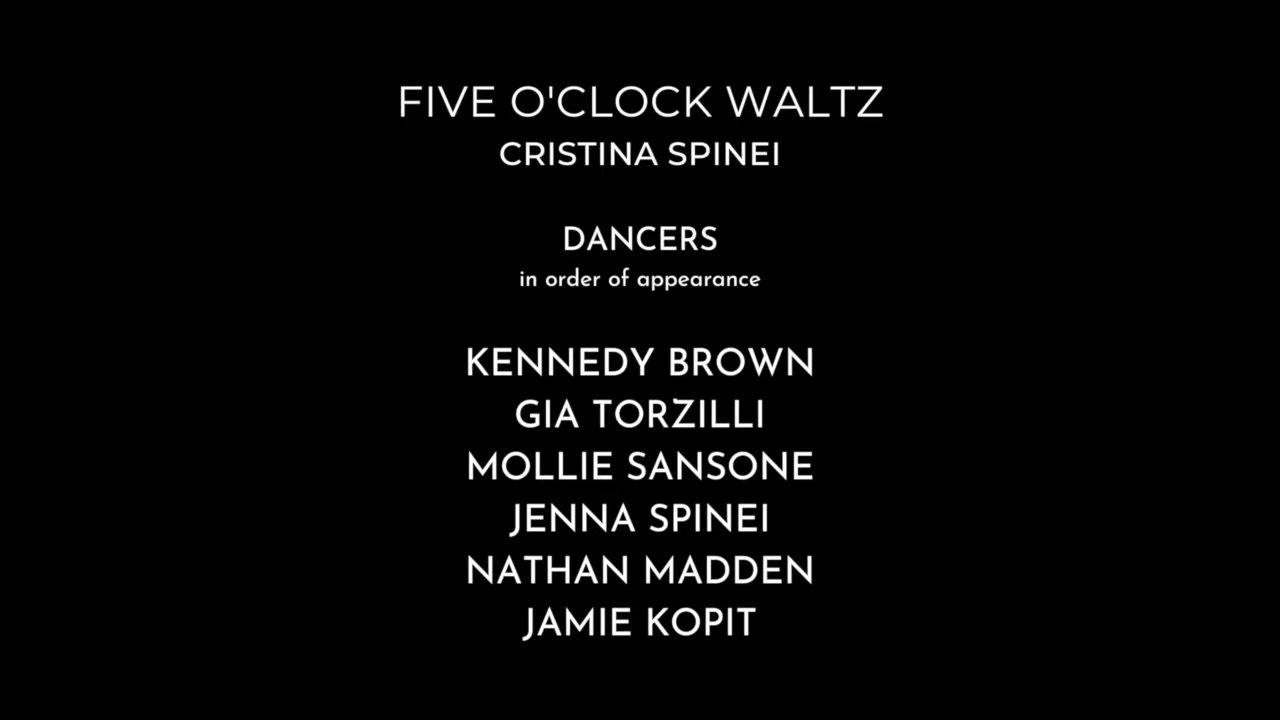 FIVE O'CLOCK WALTZ
CRISTINA SPINEI
DANCERS
in order of appearance
KENNEDY BROWN
GIA TORZILLI
MOLLIE SANSONE
JENNA SPINEI
NATHAN MADDEN
JAMIE KOPIT